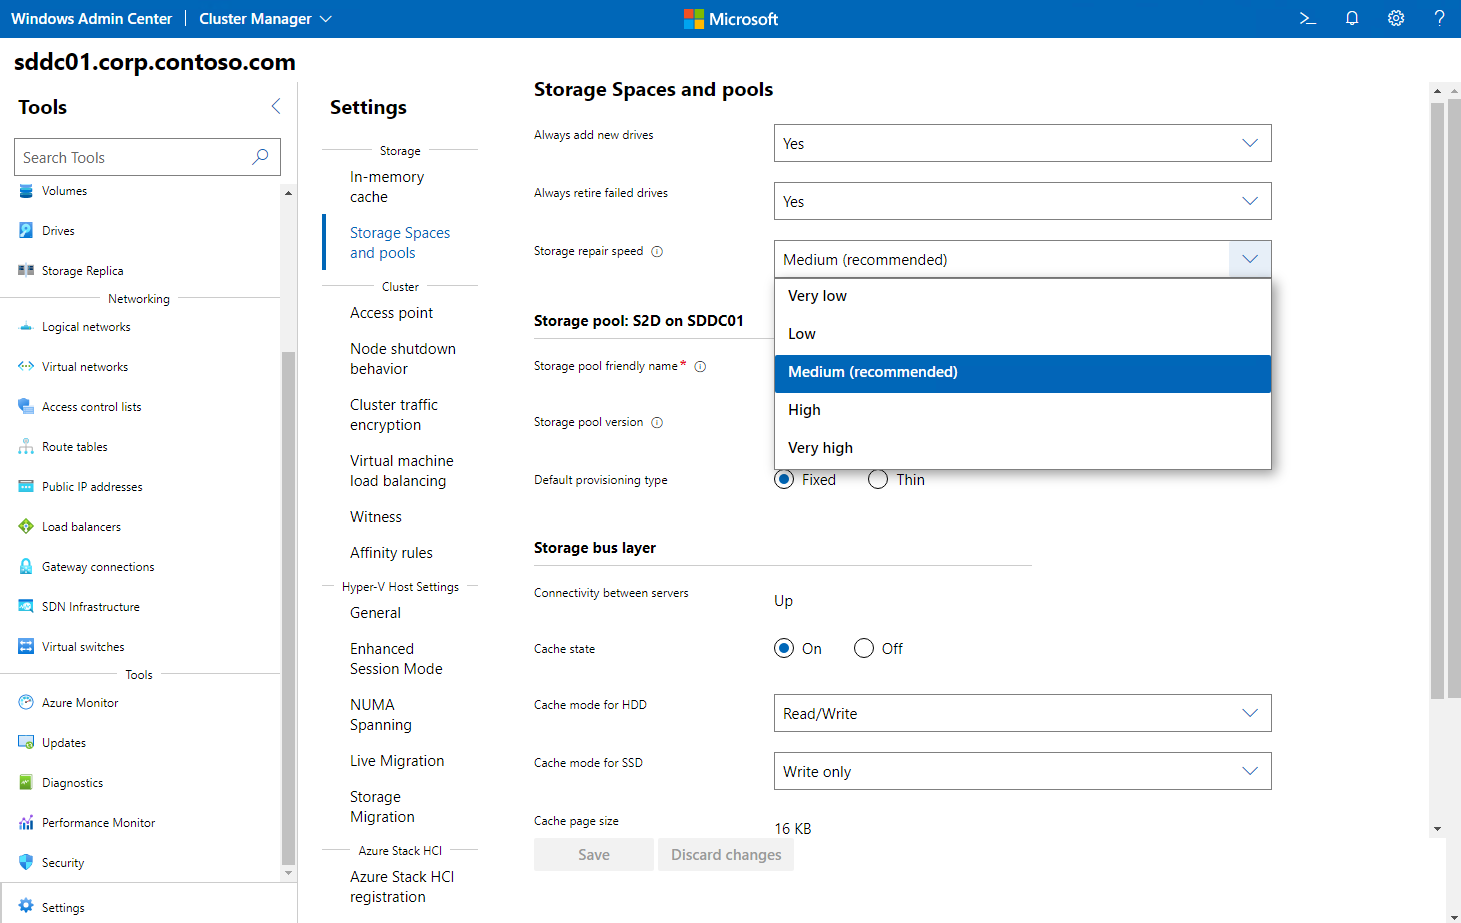 Windows Admin Center
Cluster Manager
Microsoft
sddc01.corp.contoso.com
Tools
Search Tools
Volumes
Drives
Storage Replica
Networking
Logical networks
Virtual networks
Access control lists
Route tables
Public IP addresses
Load balancers
Gateway connections
SDN Infrastructure
Virtual switches
Tools
Azure Monitor
Updates
Diagnostics
Performance Monitor
Security
Settings
Settings
Storage
In-memory
cache
Storage Spaces
and pools
Cluster
Access point
Node shutdown
behavior
Cluster traffic
encryption
Virtual machine
load balancing
Witness
Affinity rules
Hyper-V Host Settings
General
Enhanced
Session Mode
NUMA
Spanning
Live Migration
Storage
Migration
Azure Stack HCI
Azure Stack HCI
registration
Storage Spaces and pools
Always add new drives
Yes
Always retire failed drives
Yes
Storage repair speed
Medium (recommended)
Very low
Low
Medium (recommended)
High
Very high
Storage pool: S2D on SDDC01
Storage pool friendly name*
Storage pool version
Default provisioning type
Fixed
Thin
Storage bus layer
Connectivity between servers
Up
Cache state
On
Off
Cache mode for HDD
Read/Write
Cache mode for SSD
Write only
Cache page size
16 KB
Save
Discard changes